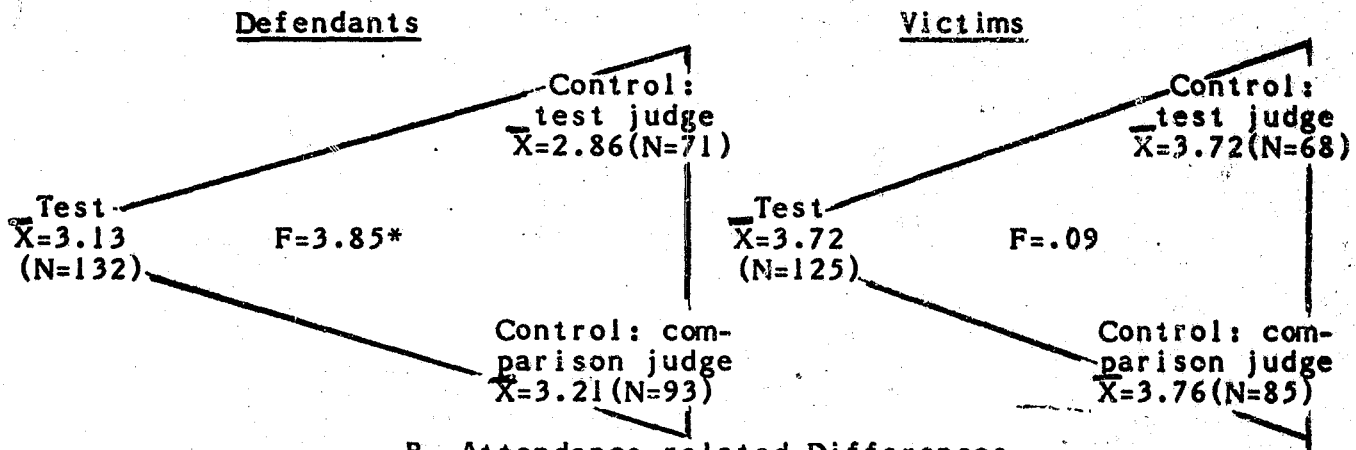 Defendants
Control:
test judge
X̄=2.86(N=71)
Test
X̄=3.13
(N=132)
F=3.85*
Control: com-
parison judge
X̄=3.21(N=93)
Victims
Control:
test judge
X̄=3.72(N=68)
Test
X̄=3.72
(N=125)
F=.09
Control: com-
parison judge
X̄=3.76(N=85)
B. Attendance-related Differences